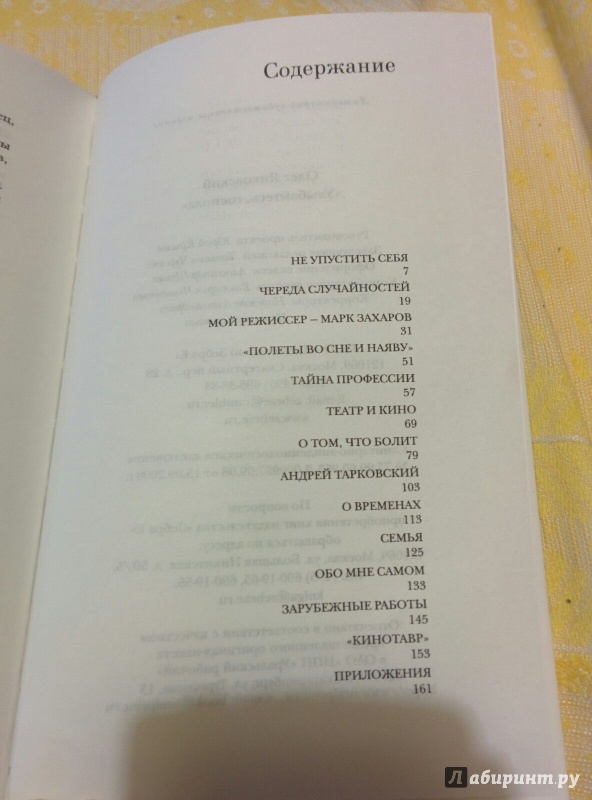 Содержание
НЕ УПУСТИТЬ СЕБЯ
7
ЧЕРЕДА СЛУЧАЙНОСТЕЙ
19
МОЙ РЕЖИССЕР – МАРК ЗАХАРОВ
31
«ПОЛЕТЫ ВО СНЕ И НАЯВУ»
51
ТАЙНА ПРОФЕССИИ
57
ТЕАТР И КИНО
69
О ТОМ, ЧТО БОЛИТ
79
АНДРЕЙ ТАРКОВСКИЙ
103
О ВРЕМЕНАХ
113
СЕМЬЯ
125
ОБО МНЕ САМОМ
133
ЗАРУБЕЖНЫЕ РАБОТЫ
145
«КИНОТАВР»
153
ПРИЛОЖЕНИЯ
161
Лабиринт.ру